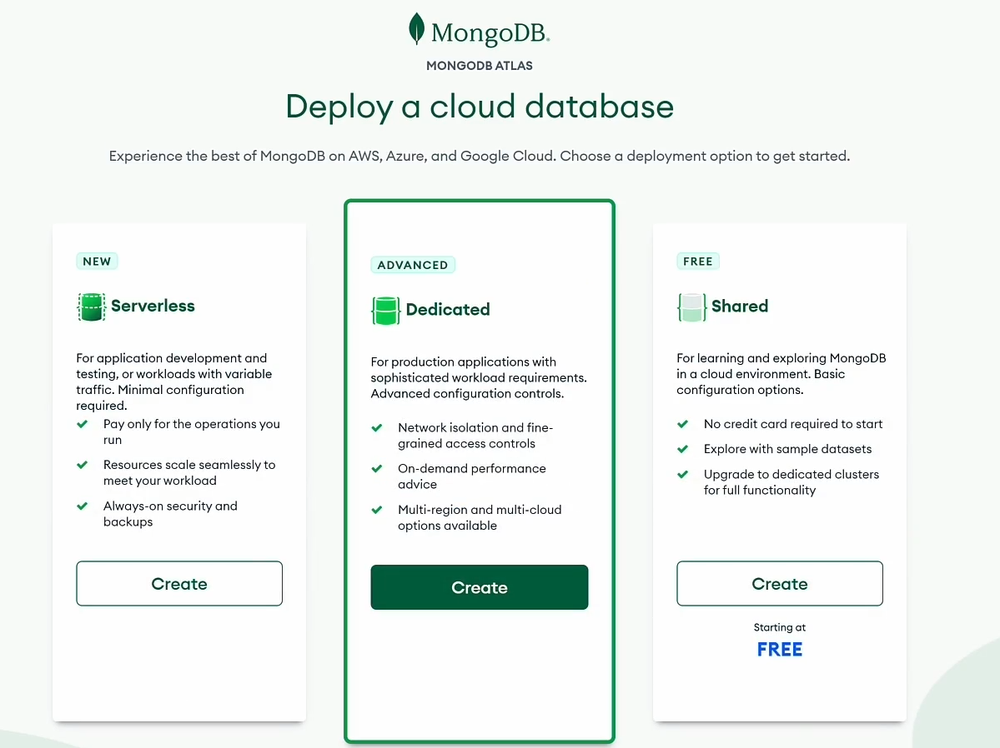 MongoDB.
MONGODB ATLAS
Deploy a cloud database
Experience the best of MongoDB on AWS, Azure, and Google Cloud. Choose a deployment option to get started.
NEW
Serverless
For application development and
testing, or workloads with variable
traffic. Minimal configuration
required.
Pay only for the operations you
run
Resources scale seamlessly to
meet your workload
Always-on security and
backups
Create
ADVANCED
Dedicated
For production applications with
sophisticated workload requirements.
Advanced configuration controls.
Network isolation and fine-
grained access controls
On-demand performance
advice
Multi-region and multi-cloud
options available
Create
FREE
Shared
For learning and exploring MongoDB
in a cloud environment. Basic
configuration options.
No credit card required to start
Explore with sample datasets
Upgrade to dedicated clusters
for full functionality
Create
Starting at
FREE